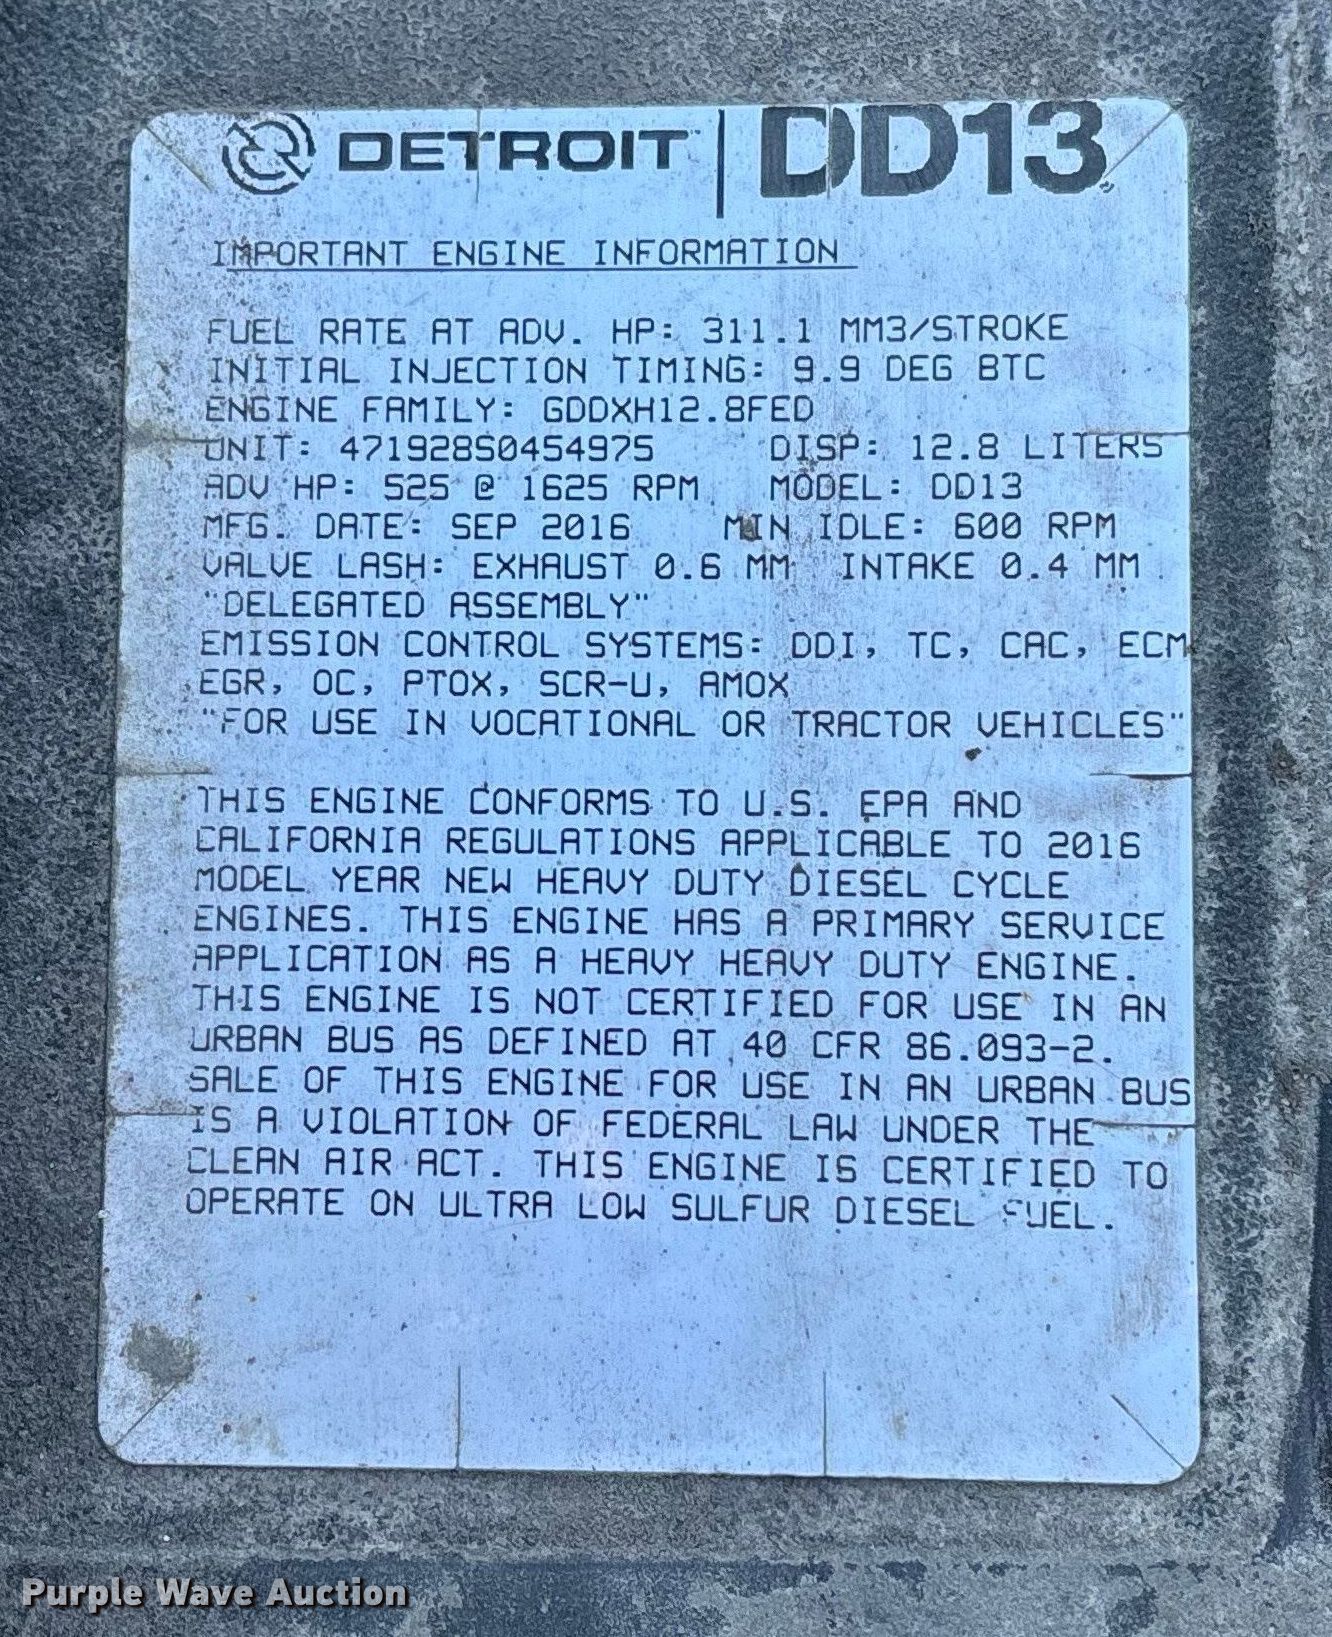 DETROIT | DD13
IMPORTANT ENGINE INFORMATION
FUEL RATE AT ADV. HP: 311.1 MM3/STROKE
INITIAL INJECTION TIMING: 9.9 DEG BTC
ENGINE FAMILY: GDDXH12.8FED
UNIT: 471928S0454975 DISP: 12.8 LITERS
ADV HP: 525 @ 1625 RPM MODEL: DD13
MFG. DATE: SEP 2016 MIN IDLE: 600 RPM
VALVE LASH: EXHAUST 0.6 MM INTAKE 0.4 MM
"DELEGATED ASSEMBLY"
EMISSION CONTROL SYSTEMS: DDI, TC, CAC, ECM
EGR, OC, PTOX, SCR-U, AMOX
"FOR USE IN VOCATIONAL OR TRACTOR VEHICLES"
THIS ENGINE CONFORMS TO U.S. EPA AND
CALIFORNIA REGULATIONS APPLICABLE TO 2016
MODEL YEAR NEW HEAVY DUTY DIESEL CYCLE
ENGINES. THIS ENGINE HAS A PRIMARY SERVICE
APPLICATION AS A HEAVY HEAVY DUTY ENGINE.
THIS ENGINE IS NOT CERTIFIED FOR USE IN AN
URBAN BUS AS DEFINED AT 40 CFR 86.093-2.
SALE OF THIS ENGINE FOR USE IN AN URBAN BUS
IS A VIOLATION OF FEDERAL LAW UNDER THE
CLEAN AIR ACT. THIS ENGINE IS CERTIFIED TO
OPERATE ON ULTRA LOW SULFUR DIESEL FUEL.
Purple Wave Auction